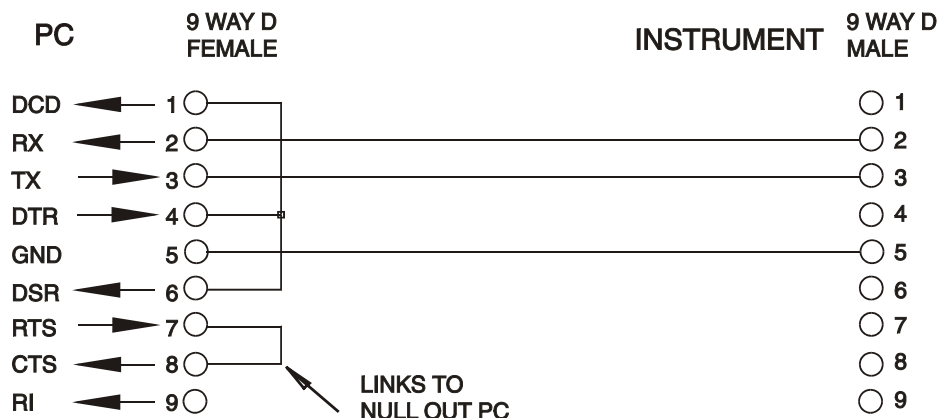 PC
9 WAY D
FEMALE
INSTRUMENT
9 WAY D
MALE
DCD 1 1
RX 2 2
TX 3 3
DTR 4 4
GND 5 5
DSR 6 6
RTS 7 7
CTS 8 8
RI 9 9
LINKS TO
NULL OUT PC